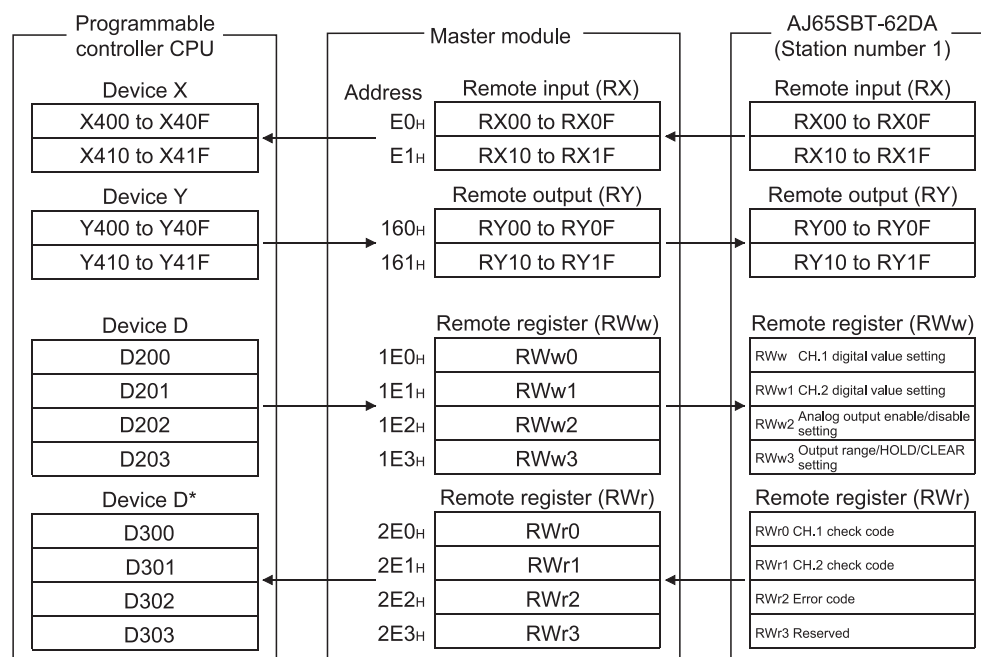 Programmable
controller CPU
Master module
AJ65SBT-62DA
(Station number 1)
Device X
Address
Remote input (RX)
Remote input (RX)
X400 to X40F
E0H
RX00 to RX0F
RX00 to RX0F
X410 to X41F
E1H
RX10 to RX1F
RX10 to RX1F
Device Y
Remote output (RY)
Remote output (RY)
Y400 to Y40F
160H
RY00 to RY0F
RY00 to RY0F
Y410 to Y41F
161H
RY10 to RY1F
RY10 to RY1F
Device D
Remote register (RWw)
Remote register (RWw)
D200
1E0H
RWw0
RWw CH.1 digital value setting
D201
1E1H
RWw1
RWw1 CH.2 digital value setting
D202
1E2H
RWw2
RWw2 Analog output enable/disable
setting
D203
1E3H
RWw3
RWw3 Output range/HOLD/CLEAR
setting
Device D*
Remote register (RWr)
Remote register (RWr)
D300
2E0H
RWr0
RWr0 CH.1 check code
D301
2E1H
RWr1
RWr1 CH.2 check code
D302
2E2H
RWr2
RWr2 Error code
D303
2E3H
RWr3
RWr3 Reserved